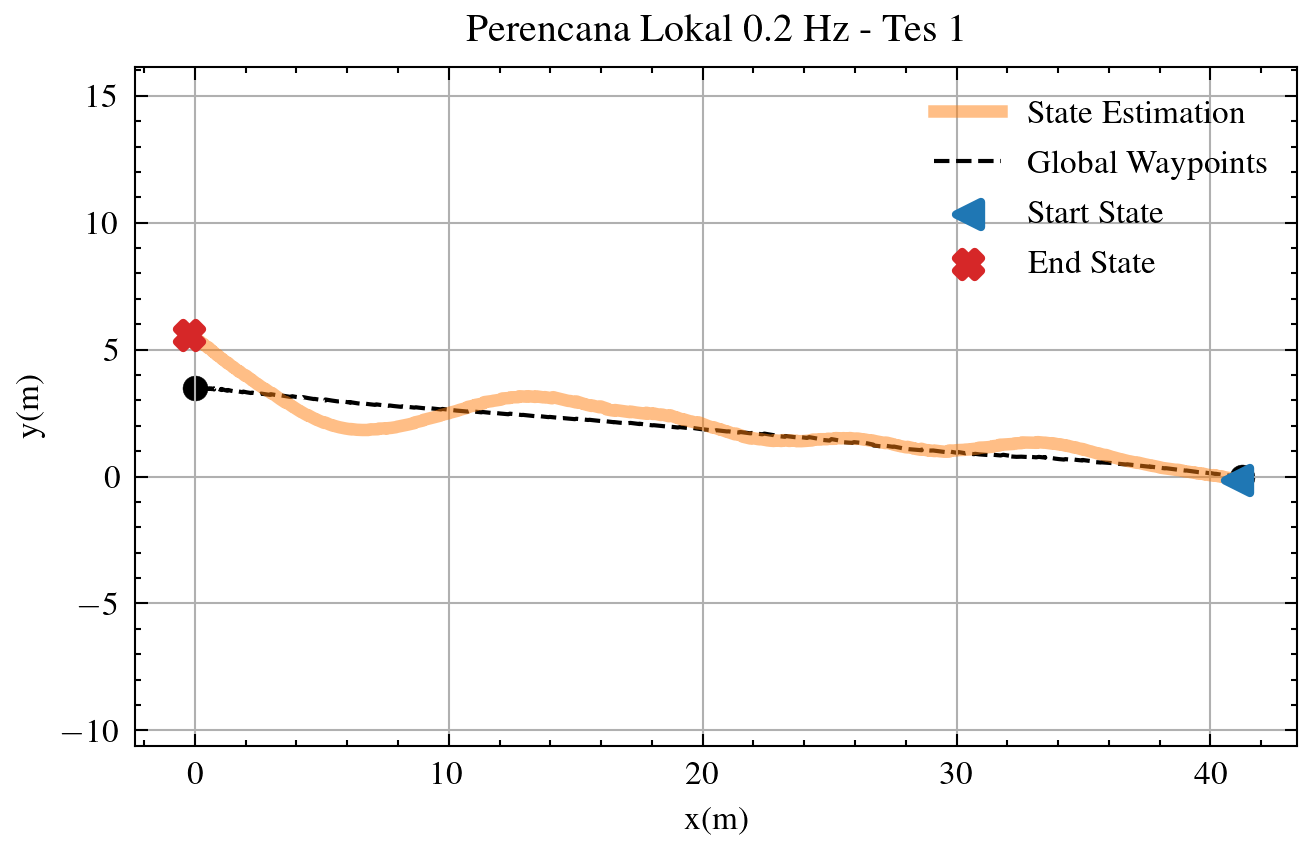 Perencana Lokal 0.2 Hz - Tes 1
State Estimation
Global Waypoints
Start State
End State
15
10
5
0
−5
−10
y(m)
0 10 20 30 40
x(m)